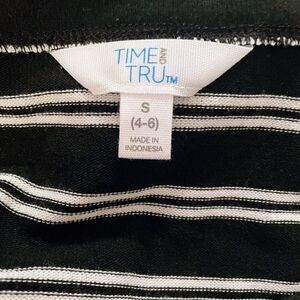 TIME AND
TRU™
S
(4-6)
MADE IN
INDONESIA